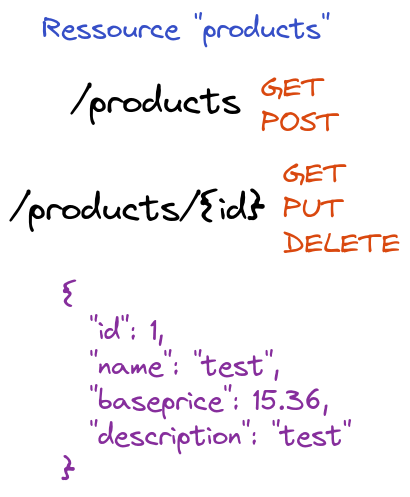 Ressource "products"
/products GET
POST
/products/{id} GET
PUT
DELETE
{
"id": 1,
"name": "test",
"baseprice": 15.36,
"description": "test"
}